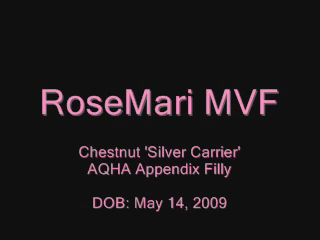 RoseMari MVF
Chestnut 'Silver Carrier'
AQHA Appendix Filly
DOB: May 14, 2009